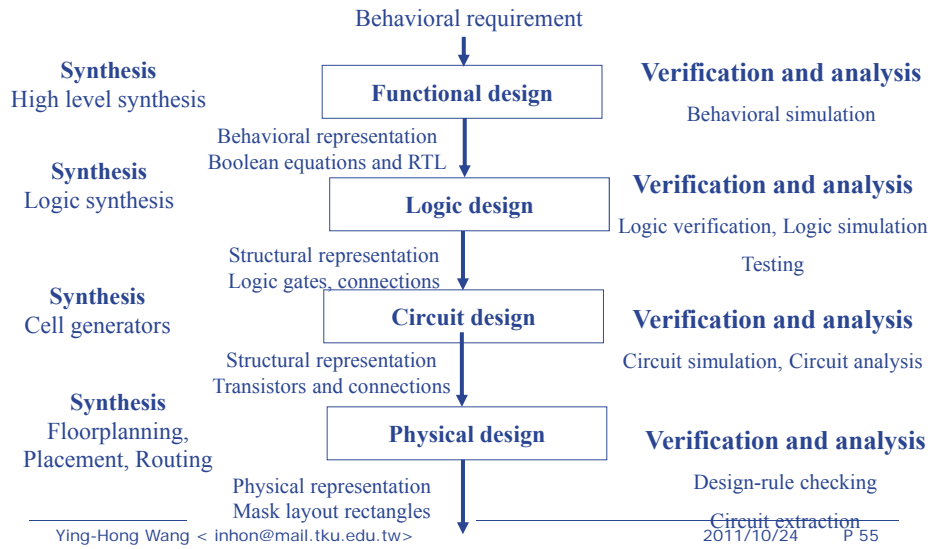 Behavioral requirement
Synthesis
High level synthesis
Functional design
Verification and analysis
Behavioral simulation
Behavioral representation
Boolean equations and RTL
Synthesis
Logic synthesis
Logic design
Verification and analysis
Logic verification, Logic simulation
Testing
Structural representation
Logic gates, connections
Synthesis
Cell generators
Circuit design
Verification and analysis
Circuit simulation, Circuit analysis
Structural representation
Transistors and connections
Synthesis
Floorplanning,
Placement, Routing
Physical design
Verification and analysis
Design-rule checking
Circuit extraction
Physical representation
Mask layout rectangles
Ying-Hong Wang < inhon@mail.tku.edu.tw> 2011/10/24 P 55